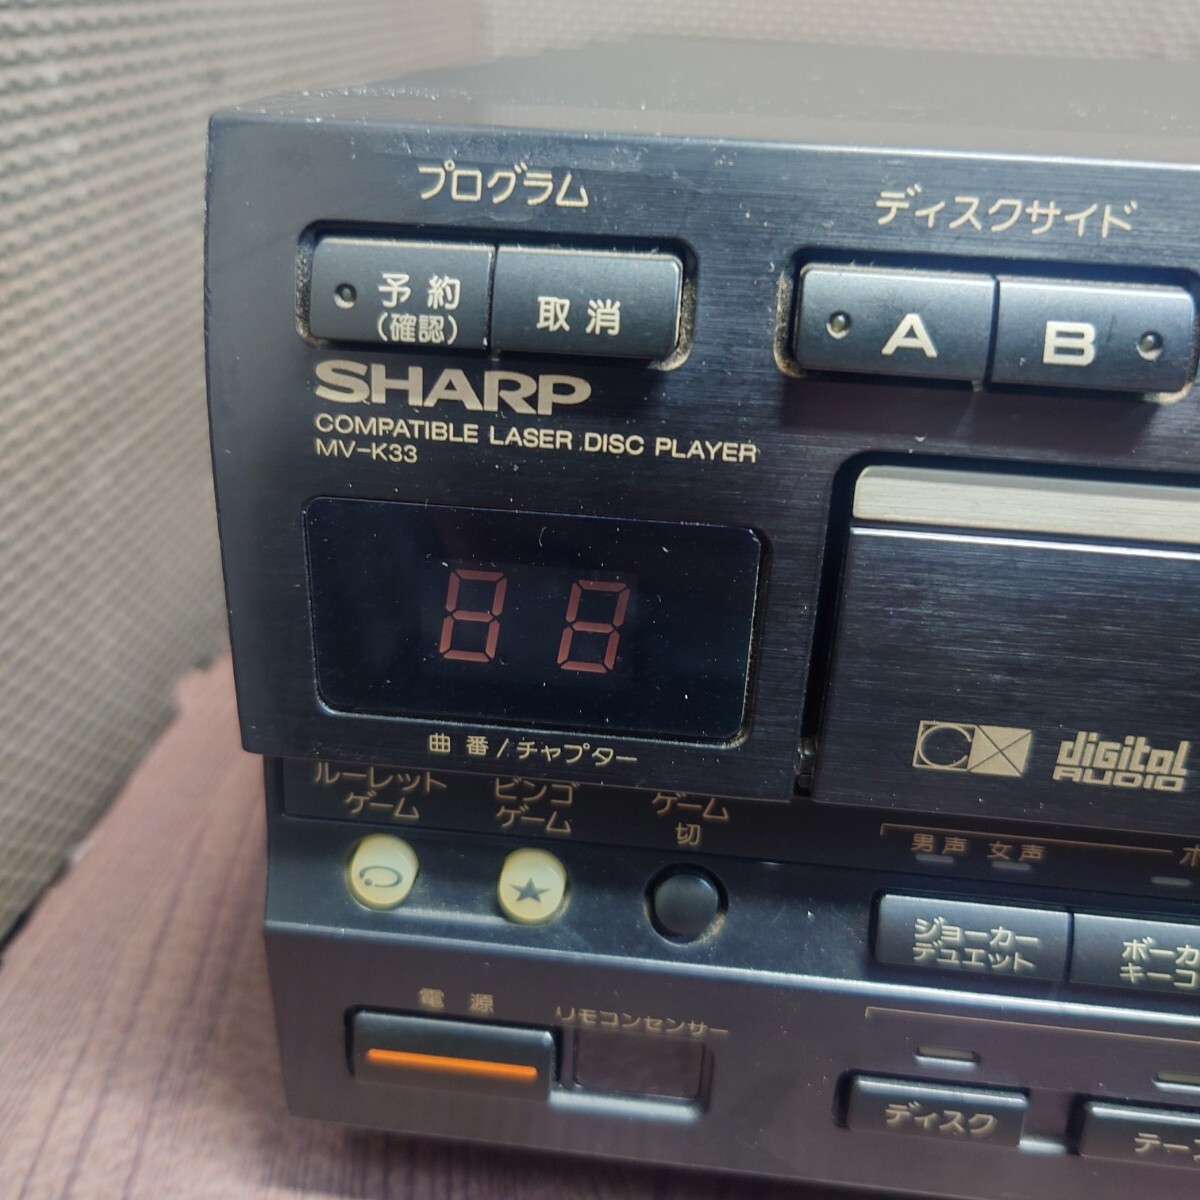 プログラム
ディスクサイド
予約
(確認)
取消
A
B
SHARP
COMPATIBLE LASER DISC PLAYER
MV-K33
88
曲番/チャプター
CX
digital
AUDIO
ルーレット
ゲーム
ビンゴ
ゲーム
ゲーム
切
男声 女声
ジョーカー
デュエット
電源
リモコンセンサー
ディスク